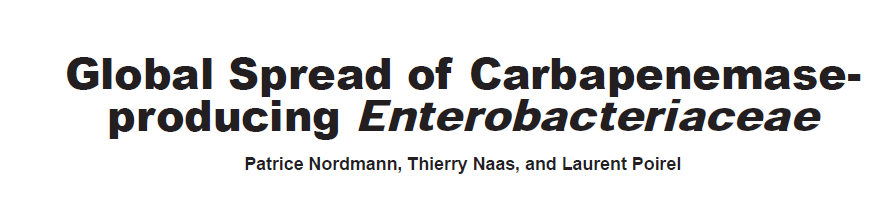 Global Spread of Carbapenemase-
producing Enterobacteriaceae
Patrice Nordmann, Thierry Naas, and Laurent Poirel